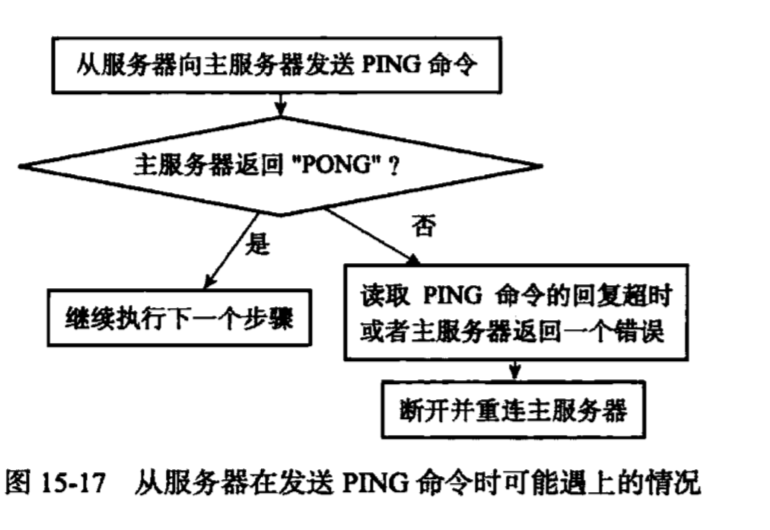 从服务器向主服务器发送 PING 命令
主服务器返回 "PONG" ?
是
否
继续执行下一个步骤
读取 PING 命令的回复超时
或者主服务器返回一个错误
断开并重连主服务器
图 15-17 从服务器在发送 PING 命令时可能遇上的情况